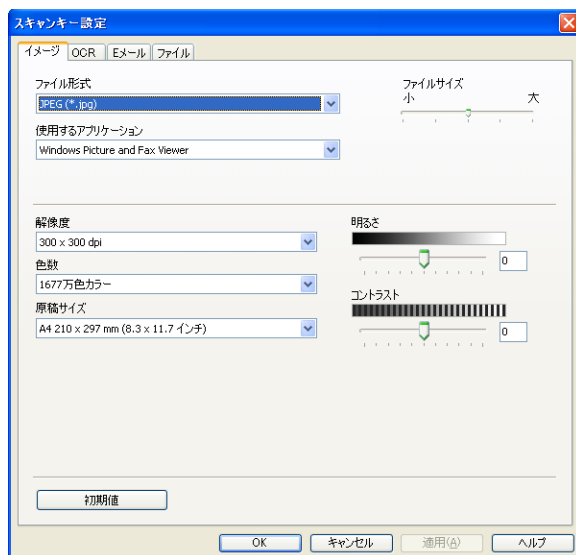 スキャンキー設定
イメージ OCR Eメール ファイル
ファイル形式
JPEG (*.jpg)
ファイルサイズ
小 大
使用するアプリケーション
Windows Picture and Fax Viewer
解像度
300 x 300 dpi
明るさ
0
色数
1677万色カラー
原稿サイズ
A4 210 x 297 mm (8.3 x 11.7 インチ)
コントラスト
0
初期値
OK キャンセル 適用(A) ヘルプ